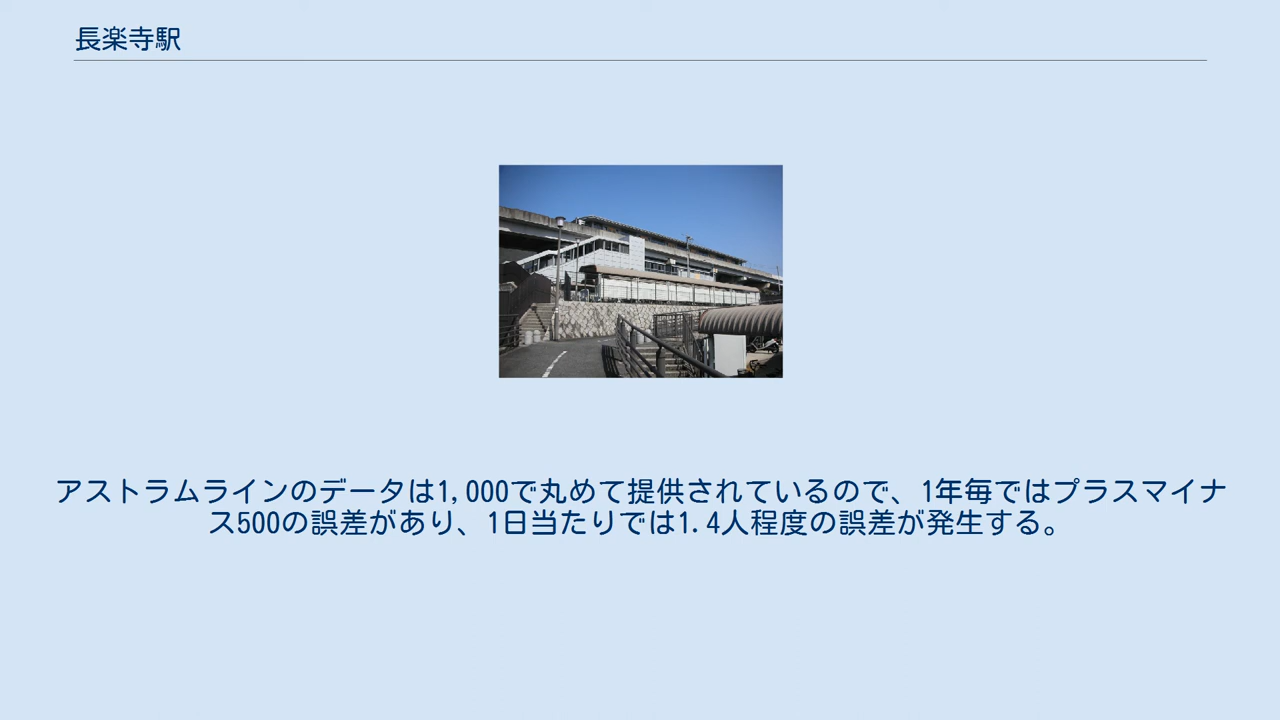 長楽寺駅
アストラムラインのデータは1,000で丸めて提供されているので、1年毎ではプラスマイナ
ス500の誤差があり、1日当たりでは1.4人程度の誤差が発生する。